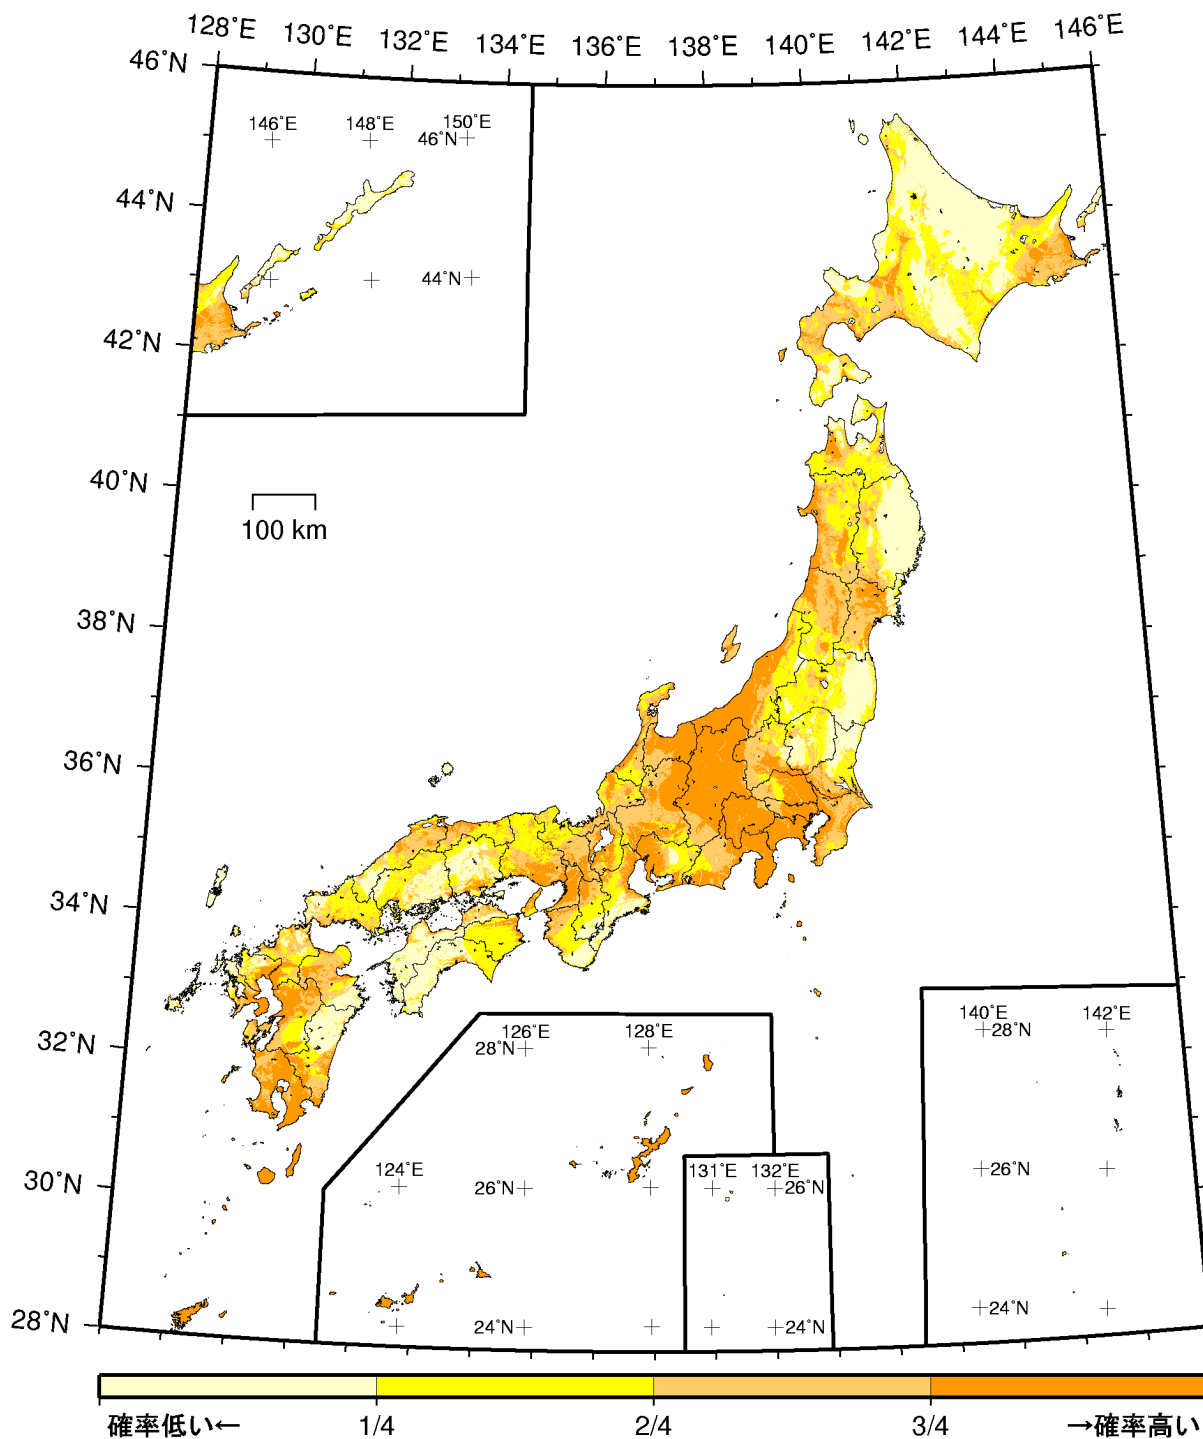 128°E 130°E 132°E 134°E 136°E 138°E 140°E 142°E 144°E 146°E
46°N
146°E 148°E 150°E
46°N
44°N
44°N
42°N
40°N
100 km
38°N
36°N
34°N
32°N
126°E 128°E
28°N
140°E 142°E
28°N
124°E
30°N
26°N
131°E 132°E
26°N
26°N
28°N
24°N
24°N
24°N
確率低い← 1/4 2/4 3/4 →確率高い